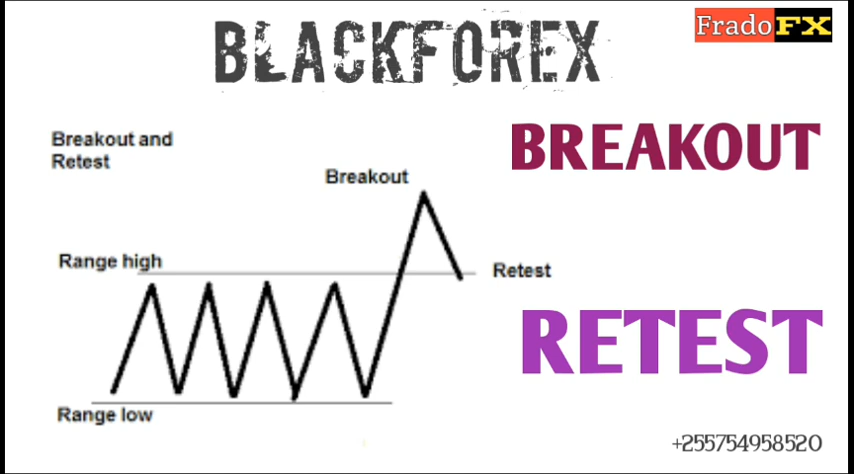 FradoFX
BLACKFOREX
Breakout and
Retest
BREAKOUT
Breakout
Range high
Retest
RETEST
Range low
+255754958520